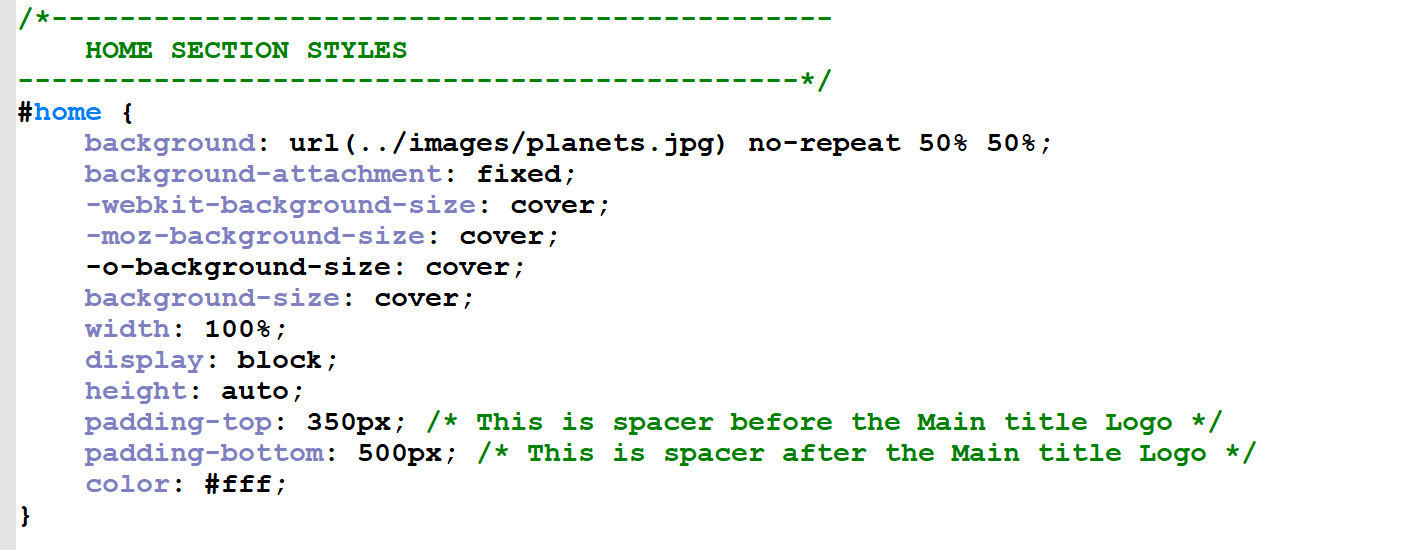 /*----------------------------------------------
    HOME SECTION STYLES
----------------------------------------------*/
#home {
    background: url(../images/planets.jpg) no-repeat 50% 50%;
    background-attachment: fixed;
    -webkit-background-size: cover;
    -moz-background-size: cover;
    -o-background-size: cover;
    background-size: cover;
    width: 100%;
    display: block;
    height: auto;
    padding-top: 350px; /* This is spacer before the Main title Logo */
    padding-bottom: 500px; /* This is spacer after the Main title Logo */
    color: #fff;
}